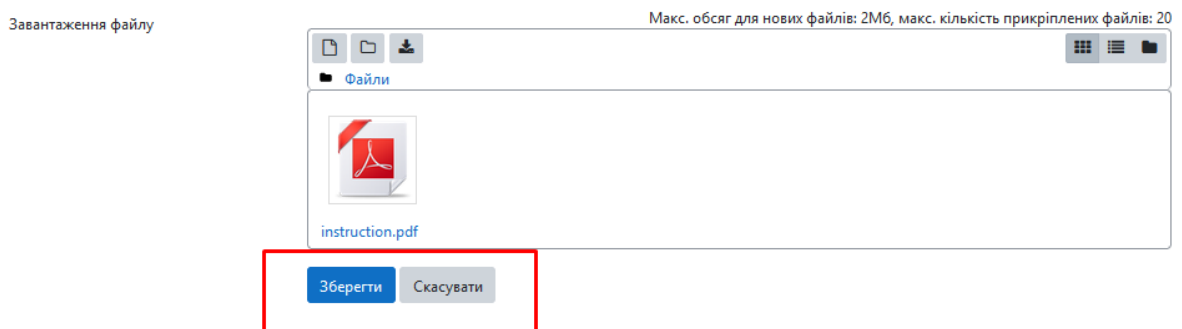 Завантаження файлу
Макс. обсяг для нових файлів: 2Мб, макс. кількість прикріплених файлів: 20
Файли
instruction.pdf
Зберегти Скасувати